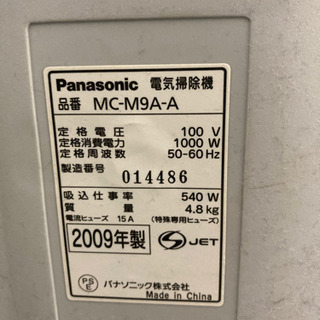 Panasonic 電気掃除機
品番 MC-M9A-A
定格電圧 100 V
定格消費電力 1000 W
定格周波数 50-60 Hz
製造番号 014486
吸込仕事率 540 W
質量 4.8 kg
電流ヒューズ 15A (特殊専用ヒューズ)
2009年製 S JET
PS E パナソニック株式会社
Made in China